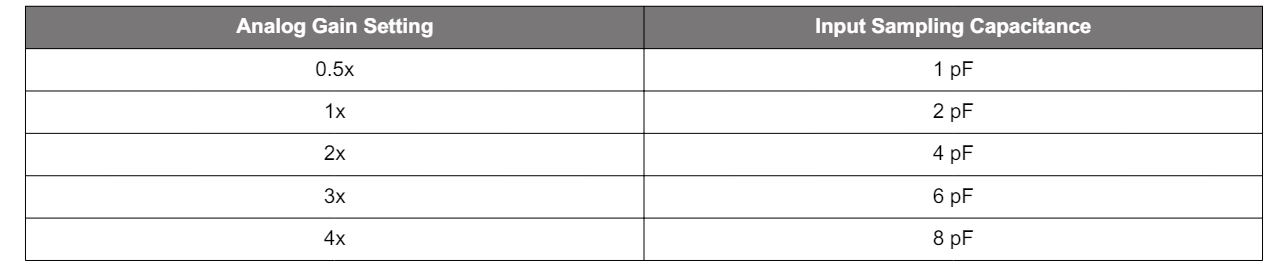 Analog Gain Setting Input Sampling Capacitance
0.5x 1 pF
1x 2 pF
2x 4 pF
3x 6 pF
4x 8 pF